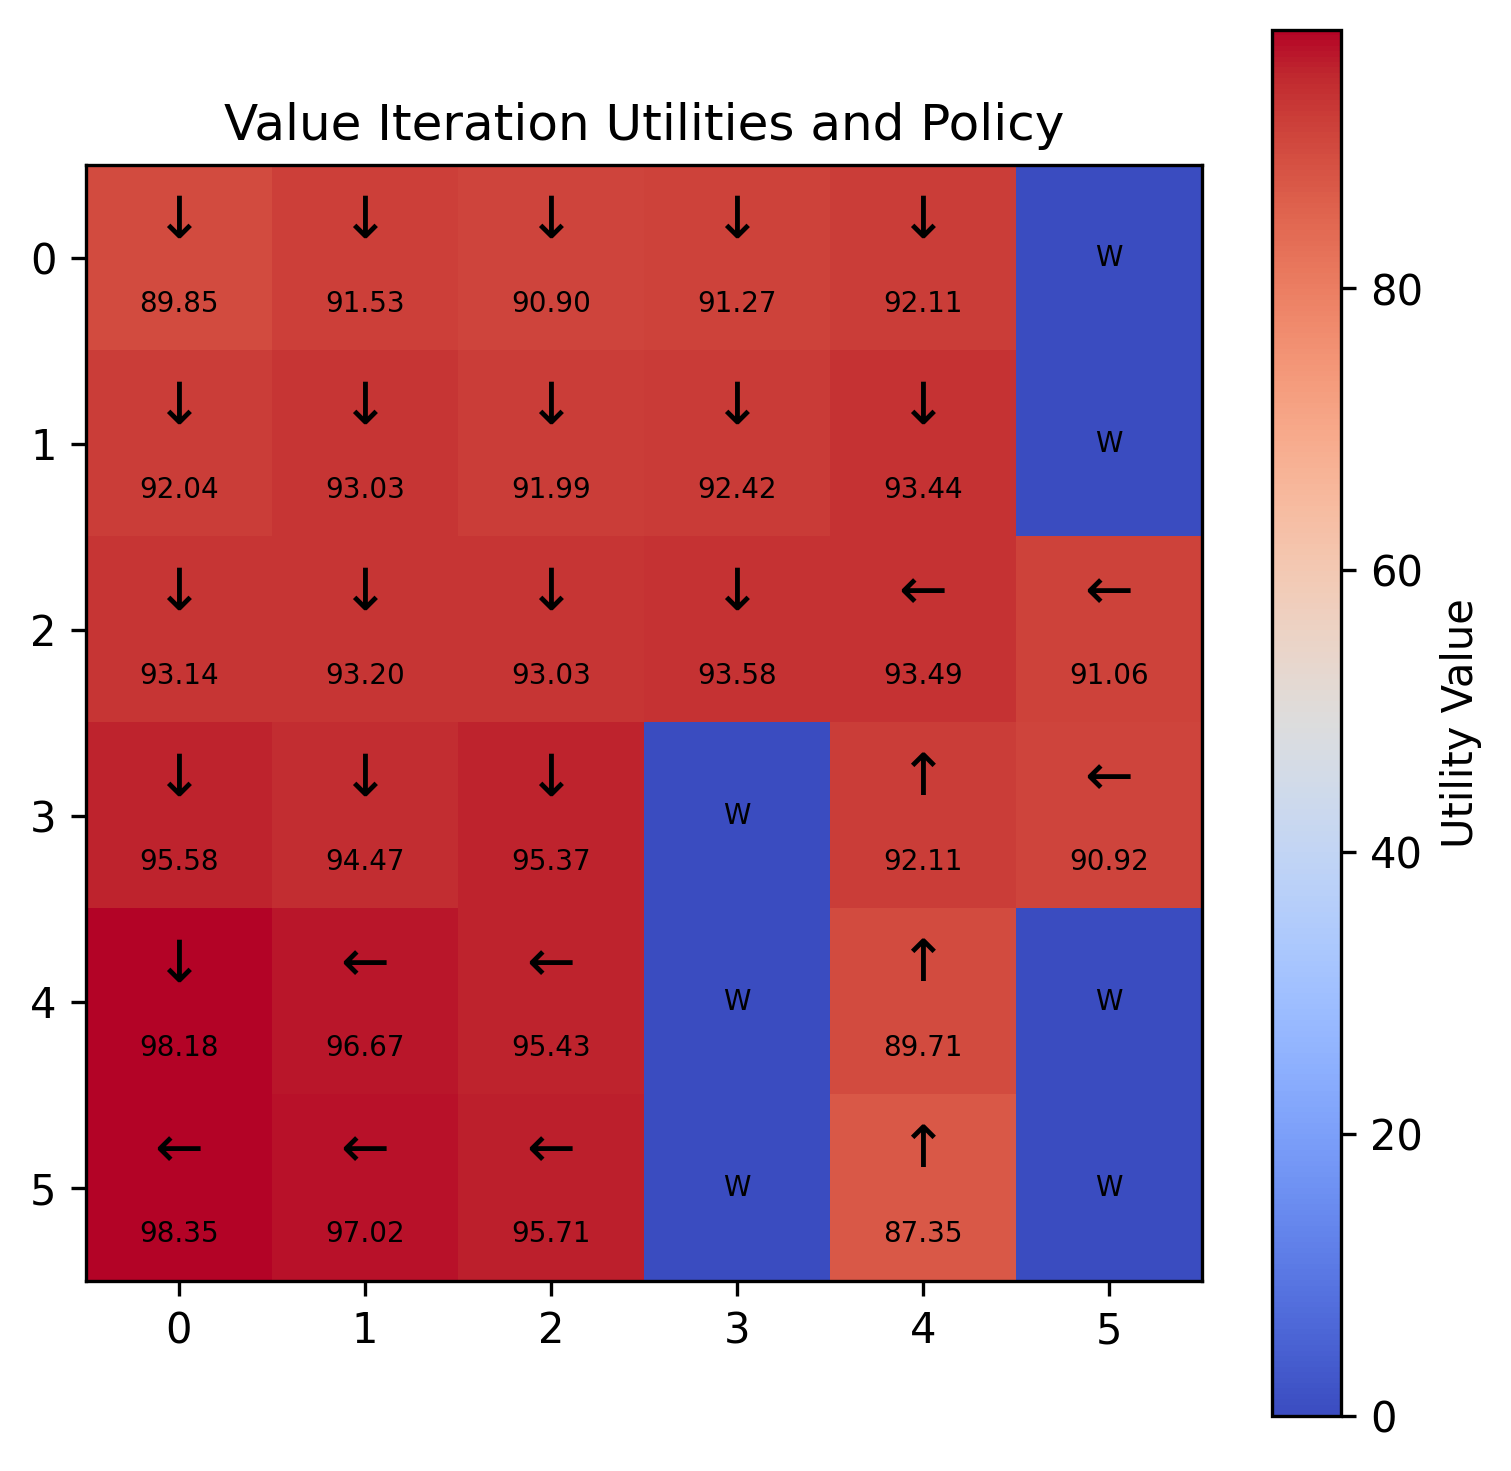 Value Iteration Utilities and Policy
0 ↓ ↓ ↓ ↓ ↓ W
89.85 91.53 90.90 91.27 92.11
1 ↓ ↓ ↓ ↓ ↓ W
92.04 93.03 91.99 92.42 93.44
2 ↓ ↓ ↓ ↓ ← ←
93.14 93.20 93.03 93.58 93.49 91.06
3 ↓ ↓ ↓ W ↑ ←
95.58 94.47 95.37 92.11 90.92
4 ↓ ← ← W ↑ W
98.18 96.67 95.43 89.71
5 ← ← ← W ↑ W
98.35 97.02 95.71 87.35
0 1 2 3 4 5
80
60
40
20
0
Utility Value